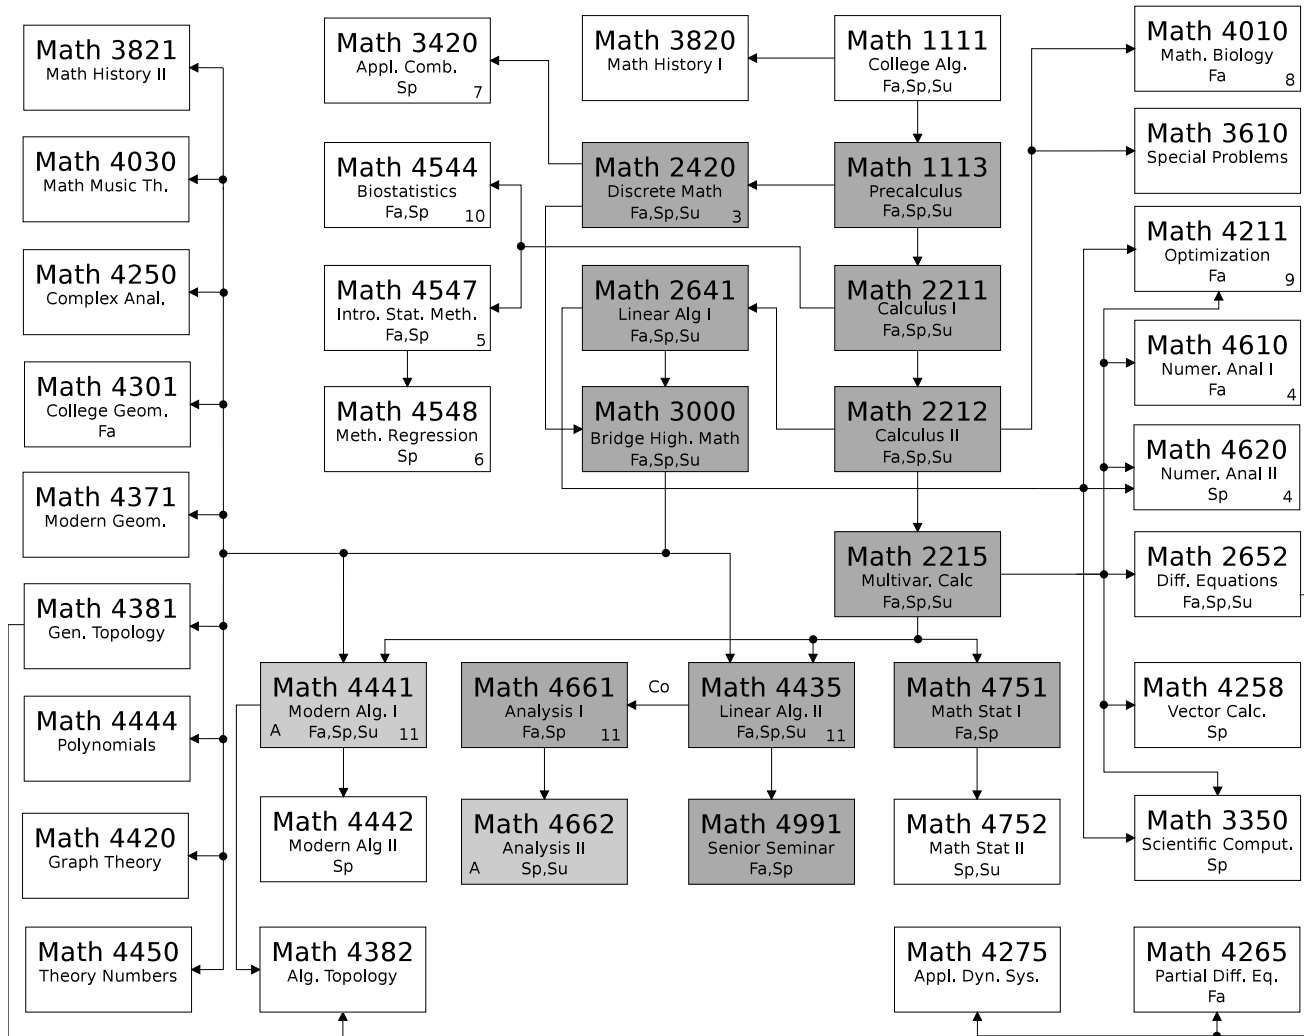 Math 3821
Math History II
Math 3420
Appl. Comb.
Sp
7
Math 3820
Math History I
Math 1111
College Alg.
Fa,Sp,Su
Math 4010
Math. Biology
Fa
8
Math 4030
Math Music Th.
Math 4544
Biostatistics
Fa,Sp
10
Math 2420
Discrete Math
Fa,Sp,Su
3
Math 1113
Precalculus
Fa,Sp,Su
Math 3610
Special Problems
Math 4250
Complex Anal.
Math 4547
Intro. Stat. Meth.
Fa,Sp
5
Math 2641
Linear Alg I
Fa,Sp,Su
Math 2211
Calculus I
Fa,Sp,Su
Math 4211
Optimization
Fa
9
Math 4610
Numer. Anal I
Fa
4
Math 4301
College Geom.
Fa
Math 4548
Meth. Regression
Sp
6
Math 3000
Bridge High. Math
Fa,Sp,Su
Math 2212
Calculus II
Fa,Sp,Su
Math 4620
Numer. Anal II
Sp
4
Math 4371
Modern Geom.
Math 2215
Multivar. Calc
Fa,Sp,Su
Math 2652
Diff. Equations
Fa,Sp,Su
Math 4381
Gen. Topology
Math 4441
Modern Alg. I
A
Fa,Sp,Su
11
Math 4661
Analysis I
Fa,Sp
11
Co
Math 4435
Linear Alg. II
Fa,Sp,Su
11
Math 4751
Math Stat I
Fa,Sp
Math 4258
Vector Calc.
Sp
Math 4444
Polynomials
Math 4442
Modern Alg II
Sp
Math 4662
Analysis II
A
Sp,Su
Math 4991
Senior Seminar
Fa,Sp
Math 4752
Math Stat II
Sp,Su
Math 3350
Scientific Comput.
Sp
Math 4420
Graph Theory
Math 4450
Theory Numbers
Math 4382
Alg. Topology
Math 4275
Appl. Dyn. Sys.
Math 4265
Partial Diff. Eq.
Fa